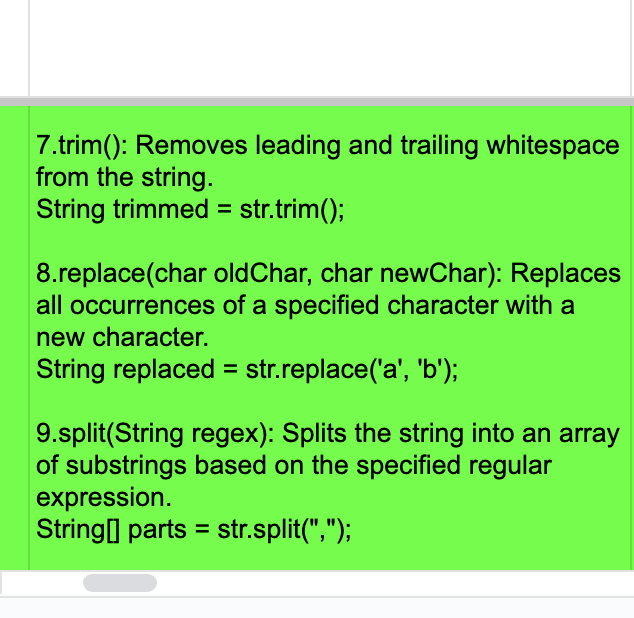 7.trim(): Removes leading and trailing whitespace
from the string.
String trimmed = str.trim();
8.replace(char oldChar, char newChar): Replaces
all occurrences of a specified character with a
new character.
String replaced = str.replace('a', 'b');
9.split(String regex): Splits the string into an array
of substrings based on the specified regular
expression.
String[] parts = str.split(",");